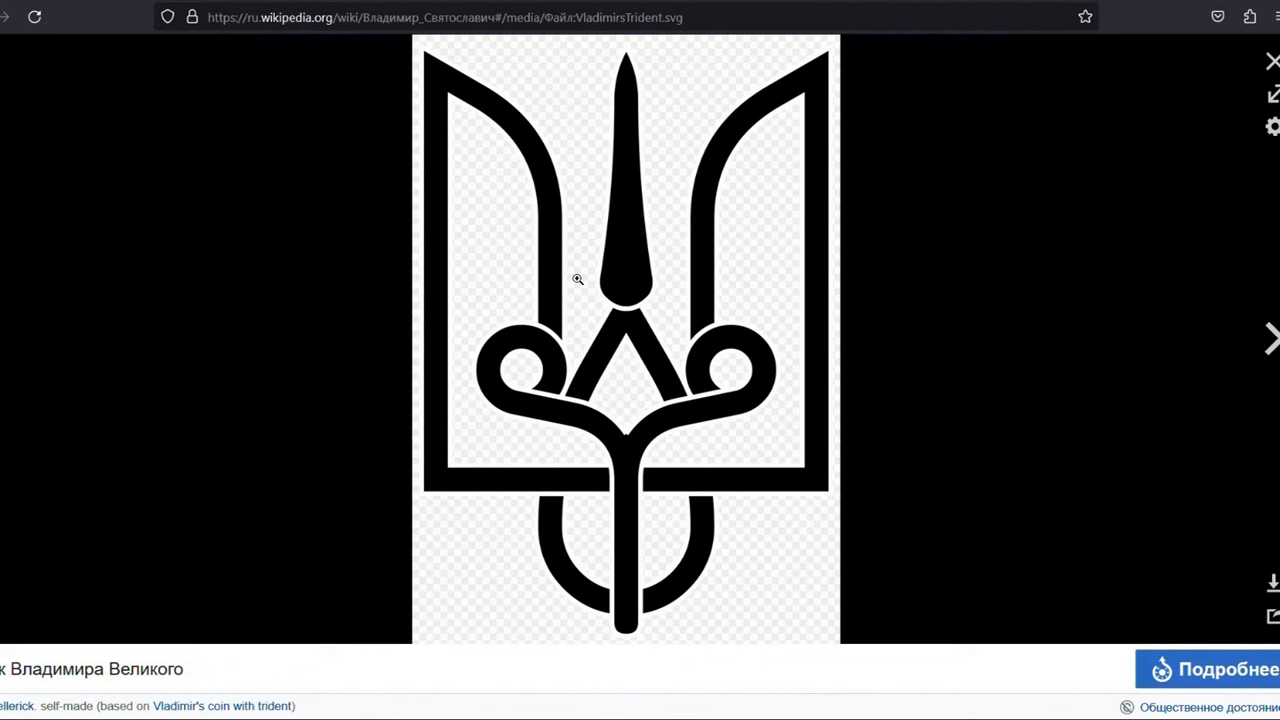 https://ru.wikipedia.org/wiki/Владимир_Святославич#/media/Файл:VladimirsTrident.svg
к Владимира Великого
Подробнее
ellerick. self-made (based on Vladimir's coin with trident)
Общественное достояние